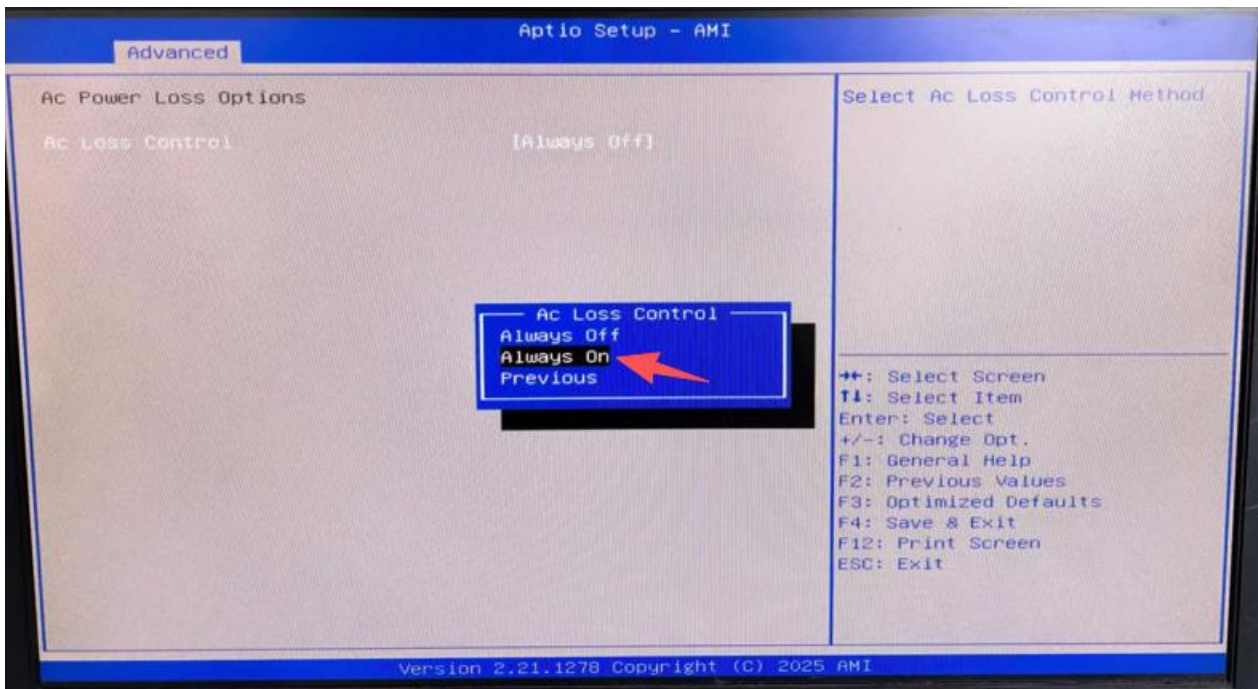 Aptio Setup - AMI
Advanced
Ac Power Loss Options
Ac Loss Control [Always Off]
Select Ac Loss Control Method
Ac Loss Control
Always Off
Always On
Previous
→←: Select Screen
↑↓: Select Item
Enter: Select
+/-: Change Opt.
F1: General Help
F2: Previous Values
F3: Optimized Defaults
F4: Save & Exit
F12: Print Screen
ESC: Exit
Version 2.21.1278 Copyright (C) 2025 AMI